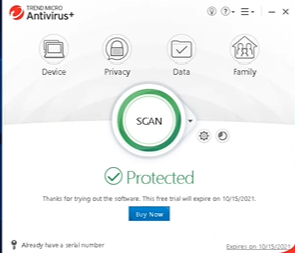 TREND MICRO
Antivirus+
Device Privacy Data Family
SCAN
Protected
Thanks for trying out the software. This free trial will expire on 10/15/2021.
Buy Now
Already have a serial number
Expires on 10/15/2021